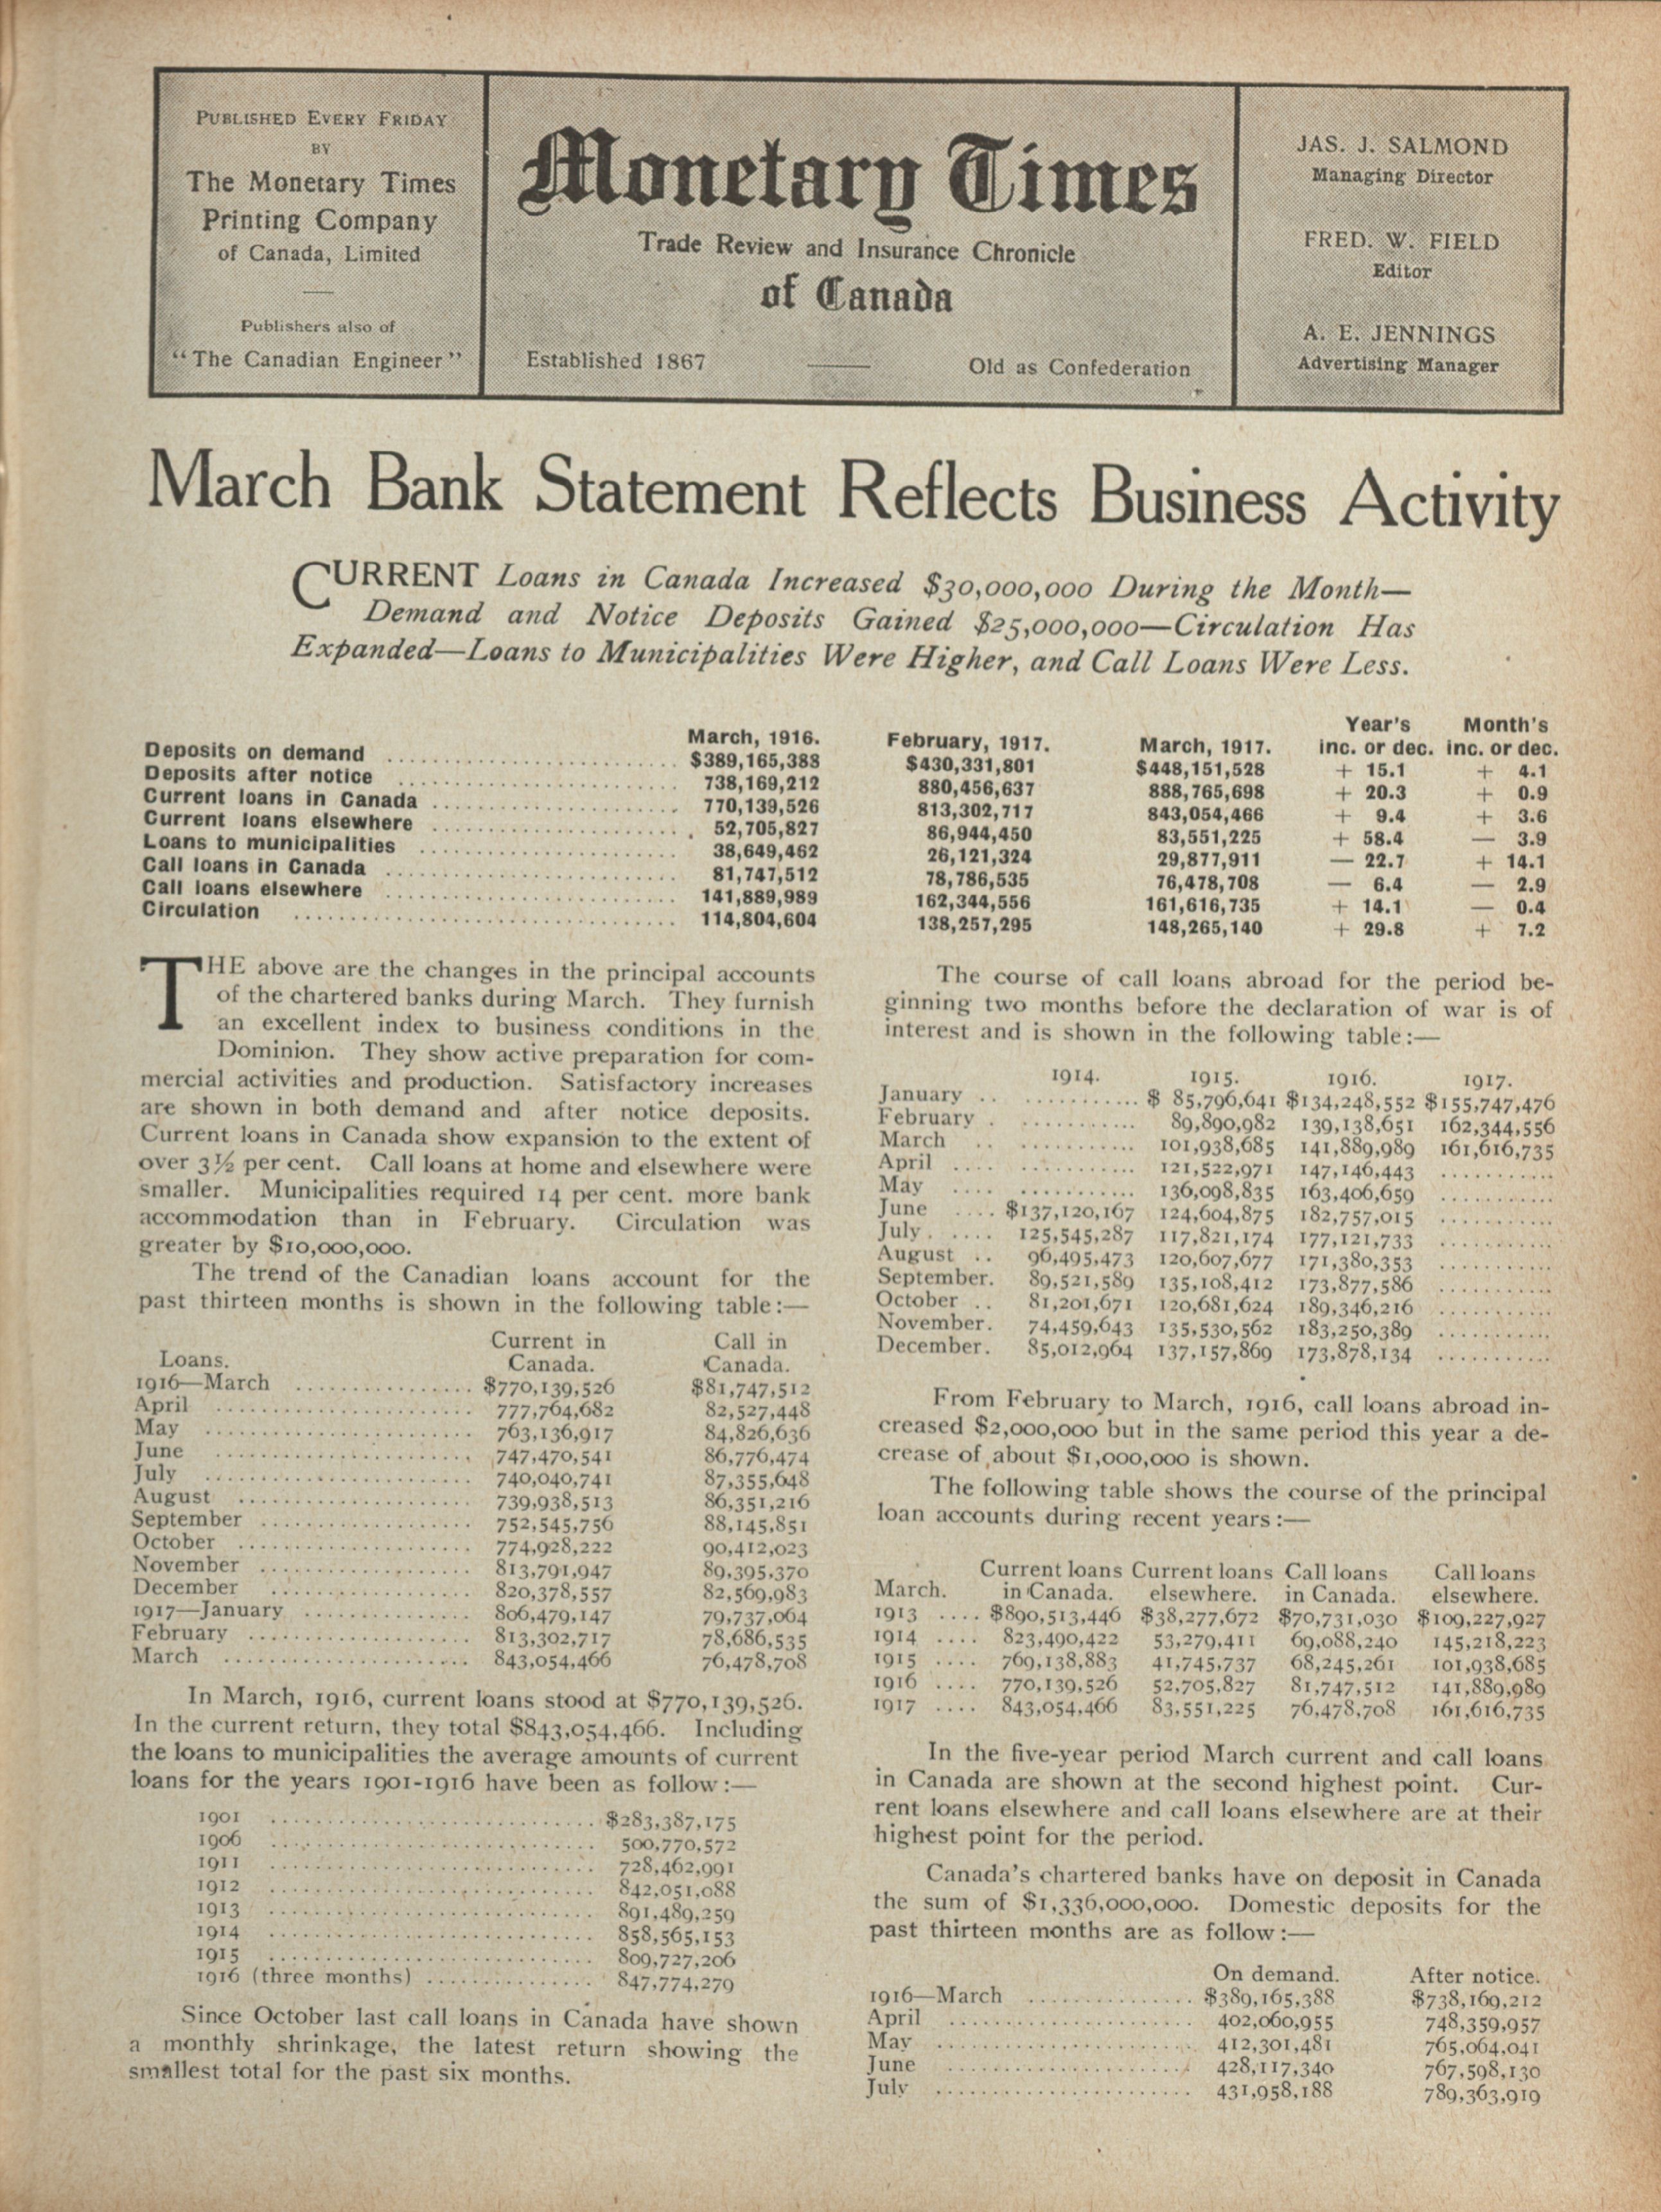 PUBLISHED EVERY FRIDAY
BY
The Monetary Times
Printing Company
of Canada, Limited
Publishers also of
"The Canadian Engineer"
Monetary Times
Trade Review and Insurance Chronicle
of Canada
Established 1867
Old as Confederation
JAS. J. SALMOND
Managing Director
FRED. W. FIELD
Editor
A. E. JENNINGS
Advertising Manager
March Bank Statement Reflects Business Activity
CURRENT Loans in Canada Increased $30,000,000 During the Month—
Demand and Notice Deposits Gained $25,000,000—Circulation Has
Expanded—Loans to Municipalities Were Higher, and Call Loans Were Less.
Year's Month's
March, 1916. February, 1917. March, 1917. inc. or dec. inc. or dec.
Deposits on demand ........ $389,165,388 $430,331,801 $448,151,528 + 15.1 + 4.1
Deposits after notice ........ 738,169,212 880,456,637 888,765,698 + 20.3 + 0.9
Current loans in Canada ........ 770,139,526 813,302,717 843,054,466 + 9.4 + 3.6
Current loans elsewhere ........ 52,705,827 86,944,450 83,551,225 + 58.4 — 3.9
Loans to municipalities ........ 38,649,462 26,121,324 29,877,911 — 22.7 + 14.1
Call loans in Canada ........ 81,747,512 78,786,535 76,478,708 — 6.4 — 2.9
Call loans elsewhere ........ 141,889,989 162,344,556 161,616,735 + 14.1 — 0.4
Circulation ........ 114,804,604 138,257,295 148,265,140 + 29.8 + 7.2
THE above are the changes in the principal accounts
of the chartered banks during March. They furnish
an excellent index to business conditions in the
Dominion. They show active preparation for com-
mercial activities and production. Satisfactory increases
are shown in both demand and after notice deposits.
Current loans in Canada show expansion to the extent of
over 3½ per cent. Call loans at home and elsewhere were
smaller. Municipalities required 14 per cent. more bank
accommodation than in February. Circulation was
greater by $10,000,000.
The trend of the Canadian loans account for the
past thirteen months is shown in the following table:—
Current in Call in
Loans. Canada. Canada.
1916—March ........ $770,139,526 $81,747,512
April ........ 777,764,682 82,527,448
May ........ 763,136,917 84,826,636
June ........ 747,470,541 86,776,474
July ........ 740,040,741 87,355,648
August ........ 739,938,513 86,351,216
September ........ 752,545,756 88,145,851
October ........ 774,928,222 90,412,023
November ........ 813,791,947 89,395,370
December ........ 820,378,557 82,569,983
1917—January ........ 806,479,147 79,737,064
February ........ 813,302,717 78,686,535
March ........ 843,054,466 76,478,708
In March, 1916, current loans stood at $770,139,526.
In the current return, they total $843,054,466. Including
the loans to municipalities the average amounts of current
loans for the years 1901-1916 have been as follow:—
1901 ........ $283,387,175
1906 ........ 500,770,572
1911 ........ 728,462,991
1912 ........ 842,051,088
1913 ........ 891,489,259
1914 ........ 858,565,153
1915 ........ 809,727,206
1916 (three months) ........ 847,774,279
Since October last call loans in Canada have shown
a monthly shrinkage, the latest return showing the
smallest total for the past six months.
The course of call loans abroad for the period be-
ginning two months before the declaration of war is of
interest and is shown in the following table:—
1914. 1915. 1916. 1917.
January .. ........... $ 85,796,641 $134,248,552 $155,747,476
February . ........... 89,890,982 139,138,651 162,344,556
March .. ........... 101,938,685 141,889,989 161,616,735
April .... ........... 121,522,971 147,146,443 ...........
May .... ........... 136,098,835 163,406,659 ...........
June .... $137,120,167 124,604,875 182,757,015 ...........
July. .... 125,545,287 117,821,174 177,121,733 ...........
August .. 96,495,473 120,607,677 171,380,353 ...........
September. 89,521,589 135,108,412 173,877,586 ...........
October .. 81,201,671 120,681,624 189,346,216 ...........
November. 74,459,643 135,530,562 183,250,389 ...........
December. 85,012,964 137,157,869 173,878,134 ...........
From February to March, 1916, call loans abroad in-
creased $2,000,000 but in the same period this year a de-
crease of about $1,000,000 is shown.
The following table shows the course of the principal
loan accounts during recent years:—
Current loans Current loans Call loans Call loans
March. in Canada. elsewhere. in Canada. elsewhere.
1913 .... $890,513,446 $38,277,672 $70,731,030 $109,227,927
1914 .... 823,490,422 53,279,411 69,088,240 145,218,223
1915 .... 769,138,883 41,745,737 68,245,261 101,938,685
1916 .... 770,139,526 52,705,827 81,747,512 141,889,989
1917 .... 843,054,466 83,551,225 76,478,708 161,616,735
In the five-year period March current and call loans
in Canada are shown at the second highest point. Cur-
rent loans elsewhere and call loans elsewhere are at their
highest point for the period.
Canada's chartered banks have on deposit in Canada
the sum of $1,336,000,000. Domestic deposits for the
past thirteen months are as follow:—
On demand. After notice.
1916—March ........ $389,165,388 $738,169,212
April ........ 402,060,955 748,359,957
May ........ 412,301,481 765,064,041
June ........ 428,117,340 767,598,130
July ........ 431,958,188 789,363,919